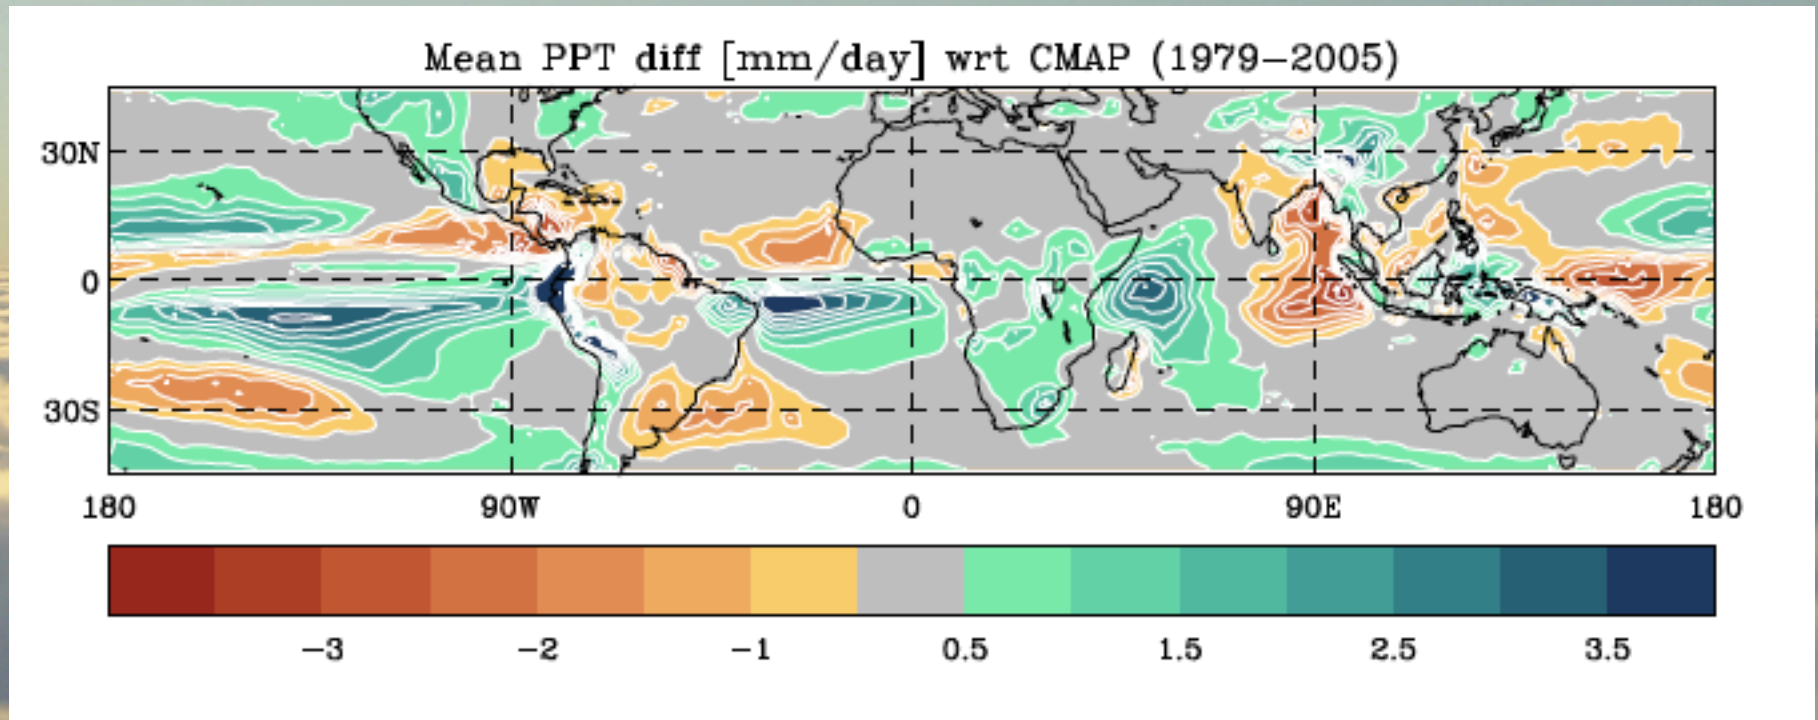 Mean PPT diff [mm/day] wrt CMAP (1979−2005)
30N
0
30S
180 90W 0 90E 180
−3 −2 −1 0.5 1.5 2.5 3.5